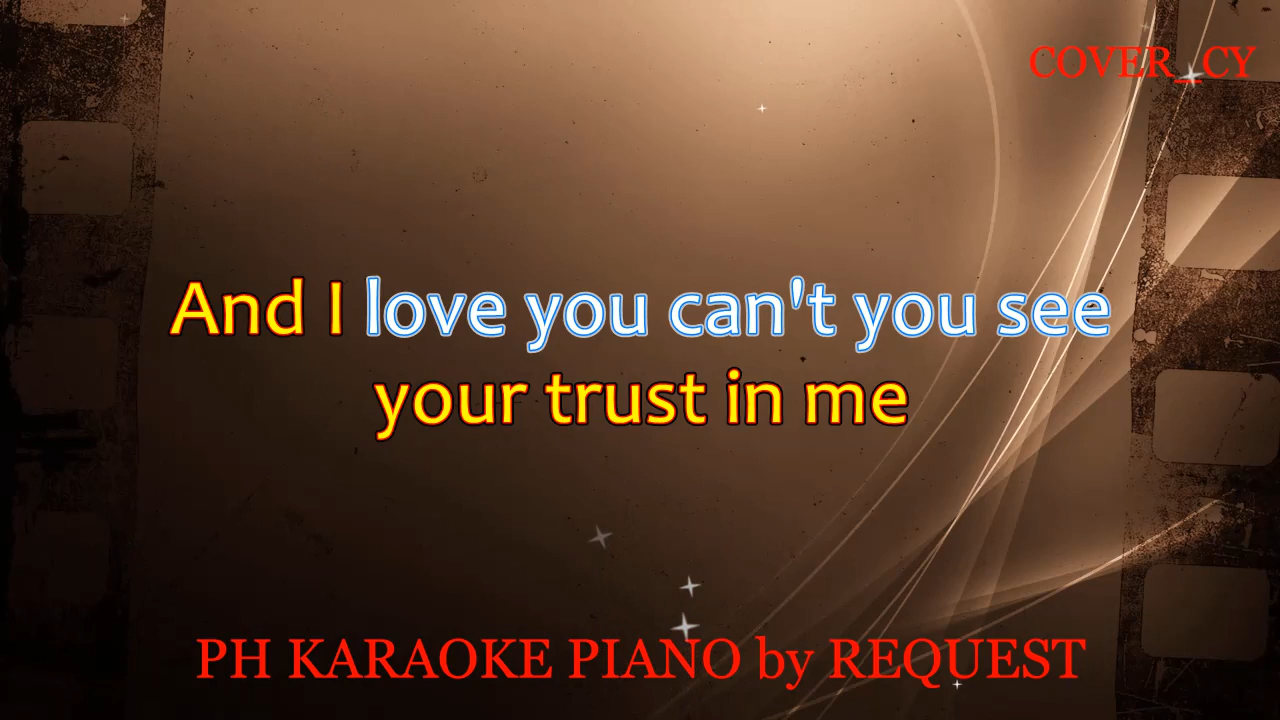 COVER_CY
And I love you can't you see
your trust in me
PH KARAOKE PIANO by REQUEST